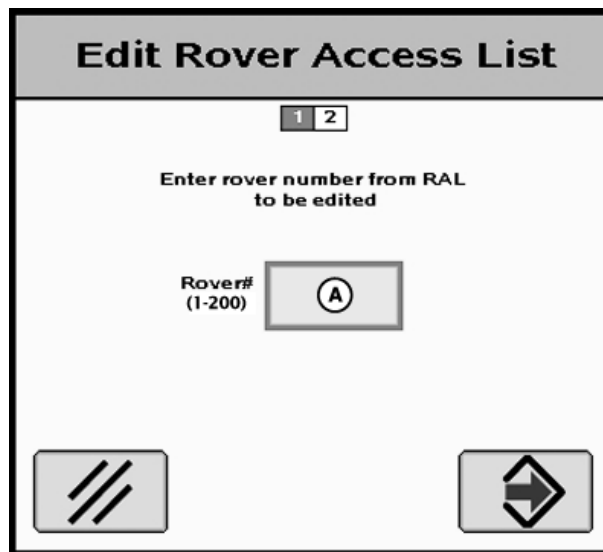 Edit Rover Access List
1 2
Enter rover number from RAL
to be edited
Rover#
(1-200)
A